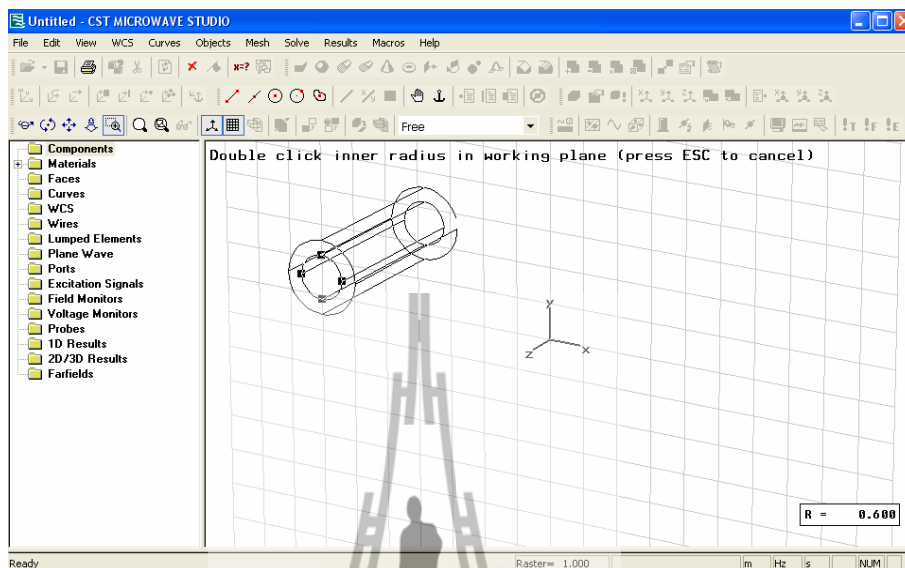 Untitled - CST MICROWAVE STUDIO
File Edit View WCS Curves Objects Mesh Solve Results Macros Help
x=?
Free
!T !F !E
Components
Materials
Faces
Curves
WCS
Wires
Lumped Elements
Plane Wave
Ports
Excitation Signals
Field Monitors
Voltage Monitors
Probes
1D Results
2D/3D Results
Farfields
Double click inner radius in working plane (press ESC to cancel)
y
z x
R = 0.600
Ready Raster= 1.000 m Hz s NUM